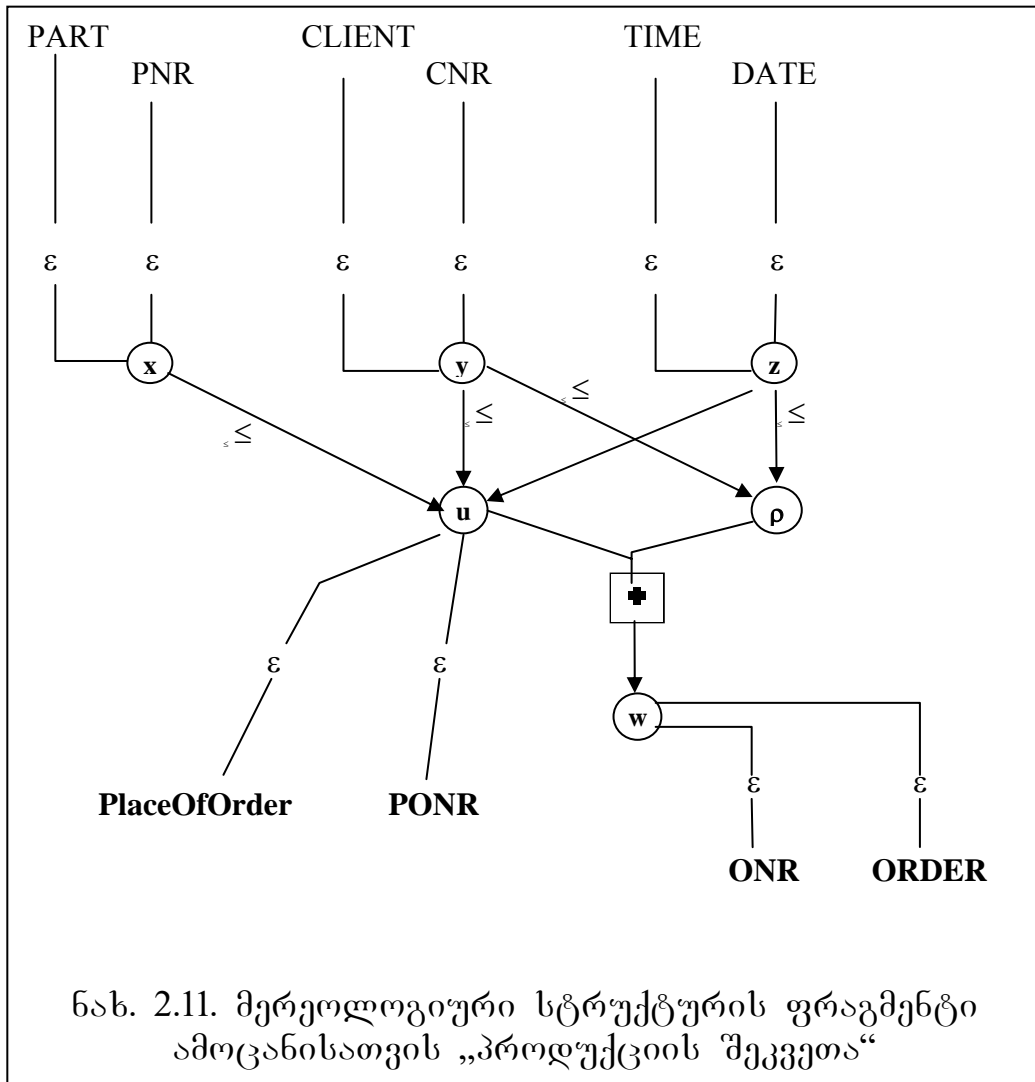 PART CLIENT TIME
PNR CNR DATE
ε ε ε ε ε ε
x y z
≤ ≤
≤ ≤
≤ ≤
≤ ≤
u ρ
✚
ε ε
w
PlaceOfOrder PONR
ε ε
ONR ORDER
ნახ. 2.11. მერეოლოგიური სტრუქტურის ფრაგმენტი
ამოცანისათვის „პროდუქციის შეკვეთა“